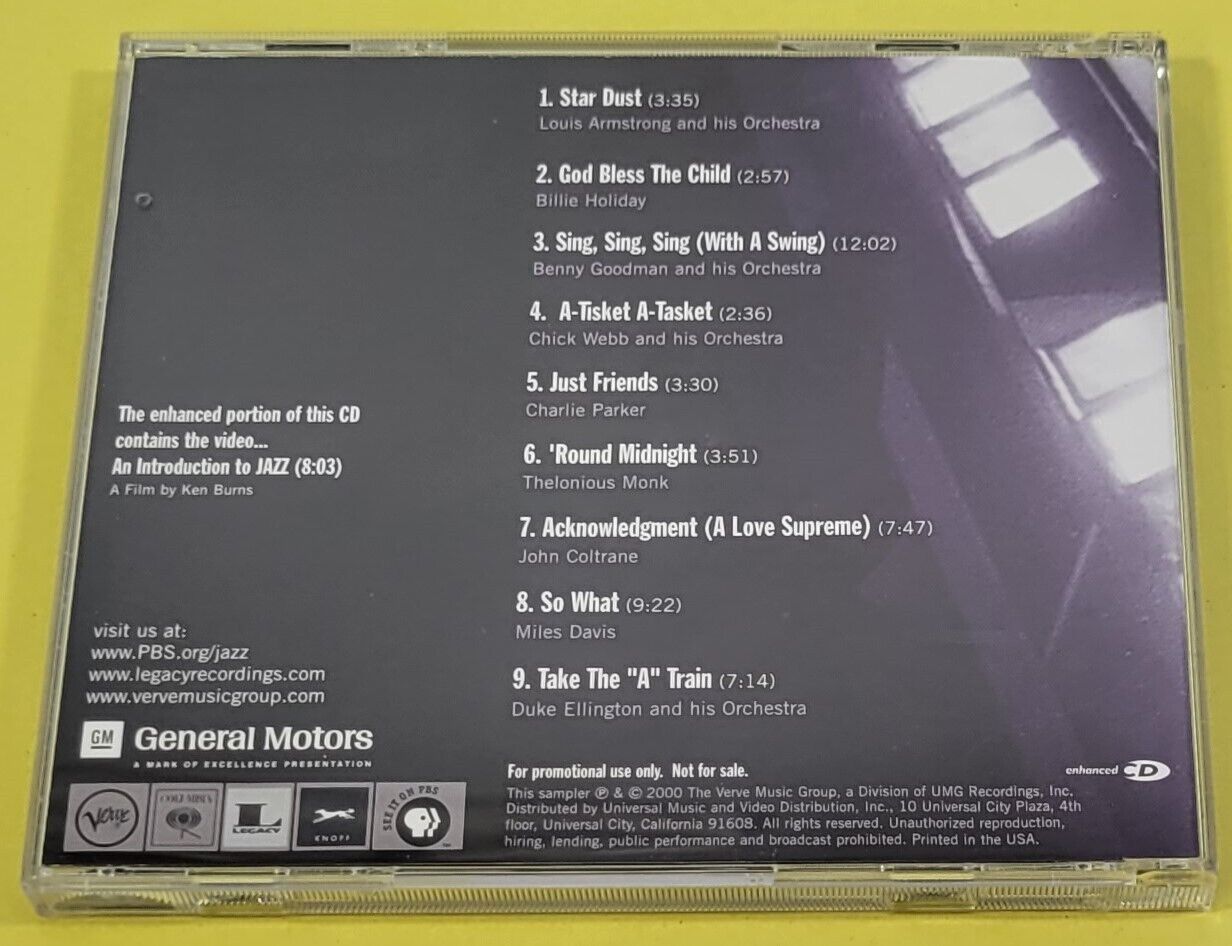 1. Star Dust (3:35)
Louis Armstrong and his Orchestra
2. God Bless The Child (2:57)
Billie Holiday
3. Sing, Sing, Sing (With A Swing) (12:02)
Benny Goodman and his Orchestra
4. A-Tisket A-Tasket (2:36)
Chick Webb and his Orchestra
5. Just Friends (3:30)
Charlie Parker
6. 'Round Midnight (3:51)
Thelonious Monk
7. Acknowledgment (A Love Supreme) (7:47)
John Coltrane
8. So What (9:22)
Miles Davis
9. Take The "A" Train (7:14)
Duke Ellington and his Orchestra
The enhanced portion of this CD
contains the video...
An Introduction to JAZZ (8:03)
A Film by Ken Burns
visit us at:
www.PBS.org/jazz
www.legacyrecordings.com
www.vervemusicgroup.com
GM General Motors
A MARK OF EXCELLENCE PRESENTATION
VERVE
COLUMBIA
L
LEGACY
KNOPF
SEE IT ON PBS
For promotional use only. Not for sale.
enhanced CD
This sampler ℗ & © 2000 The Verve Music Group, a Division of UMG Recordings, Inc.
Distributed by Universal Music and Video Distribution, Inc., 10 Universal City Plaza, 4th
floor, Universal City, California 91608. All rights reserved. Unauthorized reproduction,
hiring, lending, public performance and broadcast prohibited. Printed in the USA.